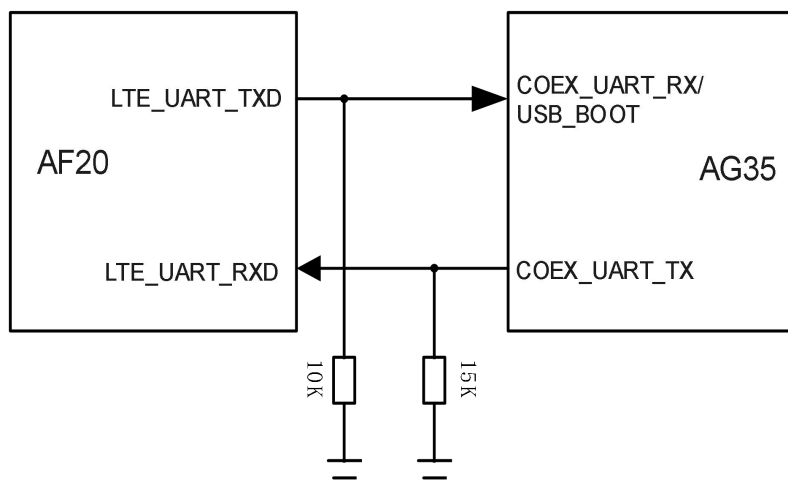 LTE_UART_TXD
COEX_UART_RX/
USB_BOOT
AF20
AG35
LTE_UART_RXD
COEX_UART_TX
10K
15K